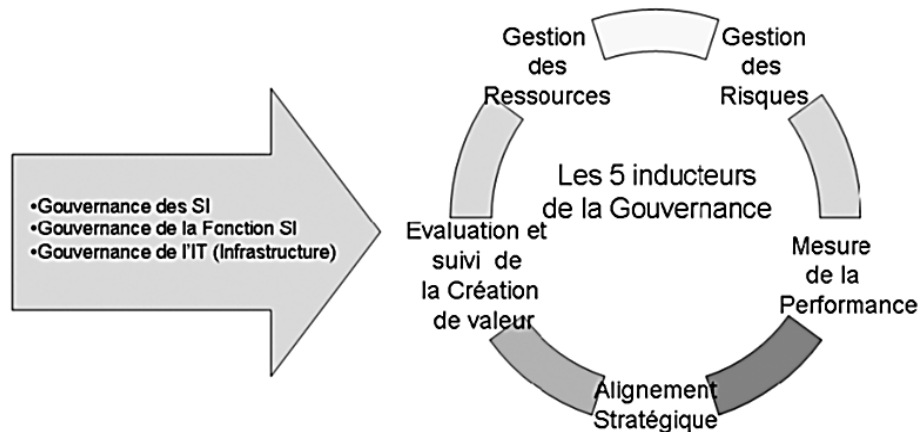 •Gouvernance des SI
•Gouvernance de la Fonction SI
•Gouvernance de l'IT (Infrastructure)
Gestion
des
Ressources
Gestion
des
Risques
Les 5 inducteurs
de la Gouvernance
Evaluation et
suivi de
la Création
de valeur
Mesure
de la
Performance
Alignement
Stratégique